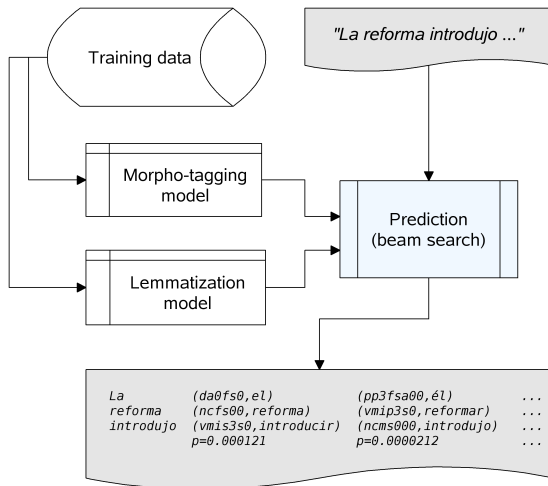 Training data
"La reforma introdujo ..."
Morpho-tagging
model
Prediction
(beam search)
Lemmatization
model
La (da0fs0,el) (pp3fsa00,él) ...
reforma (ncfs00,reforma) (vmip3s0,reformar) ...
introdujo (vmis3s0,introducir) (ncms000,introdujo) ...
p=0.000121 p=0.0000212 ...